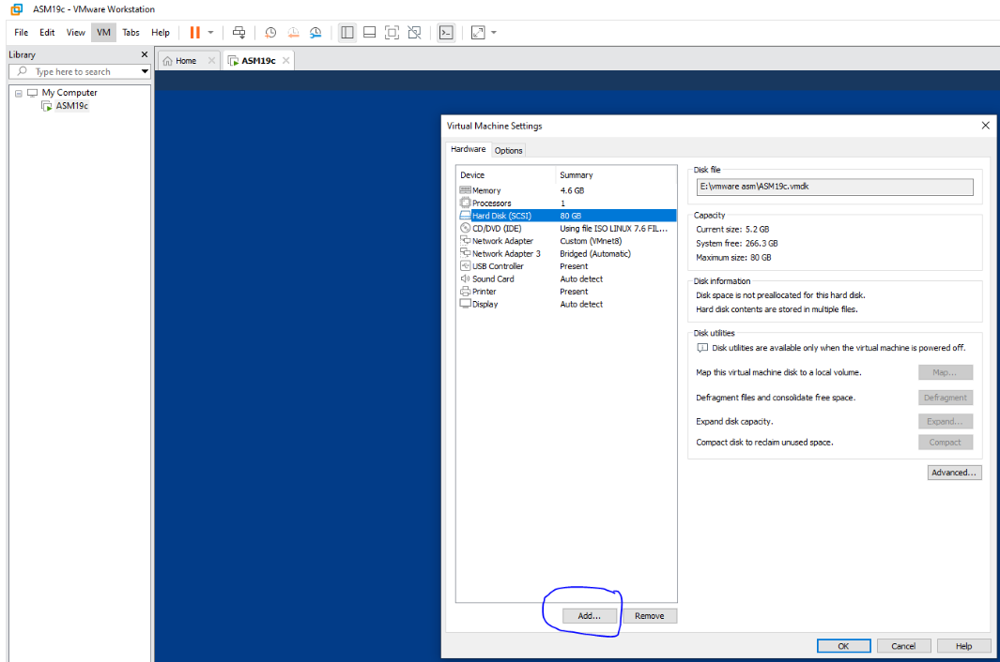 ASM19c - VMware Workstation
File Edit View VM Tabs Help
Library
Type here to search
Home
ASM19c
My Computer
ASM19c
Virtual Machine Settings
Hardware Options
Device Summary
Memory 4.6 GB
Processors 1
Hard Disk (SCSI) 80 GB
CD/DVD (IDE) Using file ISO LINUX 7.6 FIL...
Network Adapter Custom (VMnet8)
Network Adapter 3 Bridged (Automatic)
USB Controller Present
Sound Card Auto detect
Printer Present
Display Auto detect
Add... Remove
Disk file
E:\vmware asm\ASM19c.vmdk
Capacity
Current size: 5.2 GB
System free: 266.3 GB
Maximum size: 80 GB
Disk information
Disk space is not preallocated for this hard disk.
Hard disk contents are stored in multiple files.
Disk utilities
Disk utilities are available only when the virtual machine is powered off.
Map this virtual machine disk to a local volume. Map...
Defragment files and consolidate free space. Defragment
Expand disk capacity. Expand...
Compact disk to reclaim unused space. Compact
Advanced...
OK Cancel Help